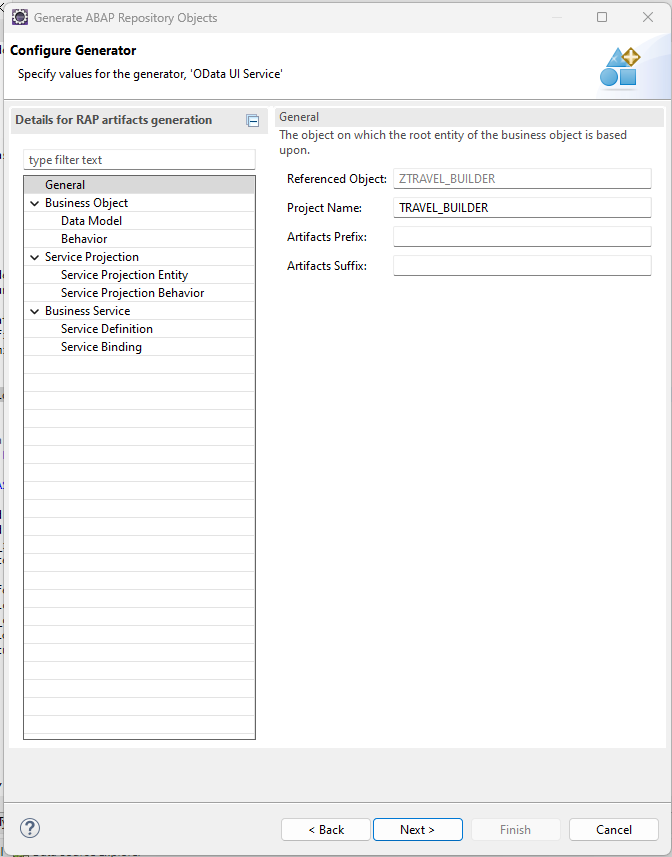 Generate ABAP Repository Objects
Configure Generator
Specify values for the generator, 'OData UI Service'
Details for RAP artifacts generation
type filter text
General
Business Object
Data Model
Behavior
Service Projection
Service Projection Entity
Service Projection Behavior
Business Service
Service Definition
Service Binding
General
The object on which the root entity of the business object is based
upon.
Referenced Object: ZTRAVEL_BUILDER
Project Name: TRAVEL_BUILDER
Artifacts Prefix:
Artifacts Suffix:
?
< Back
Next >
Finish
Cancel